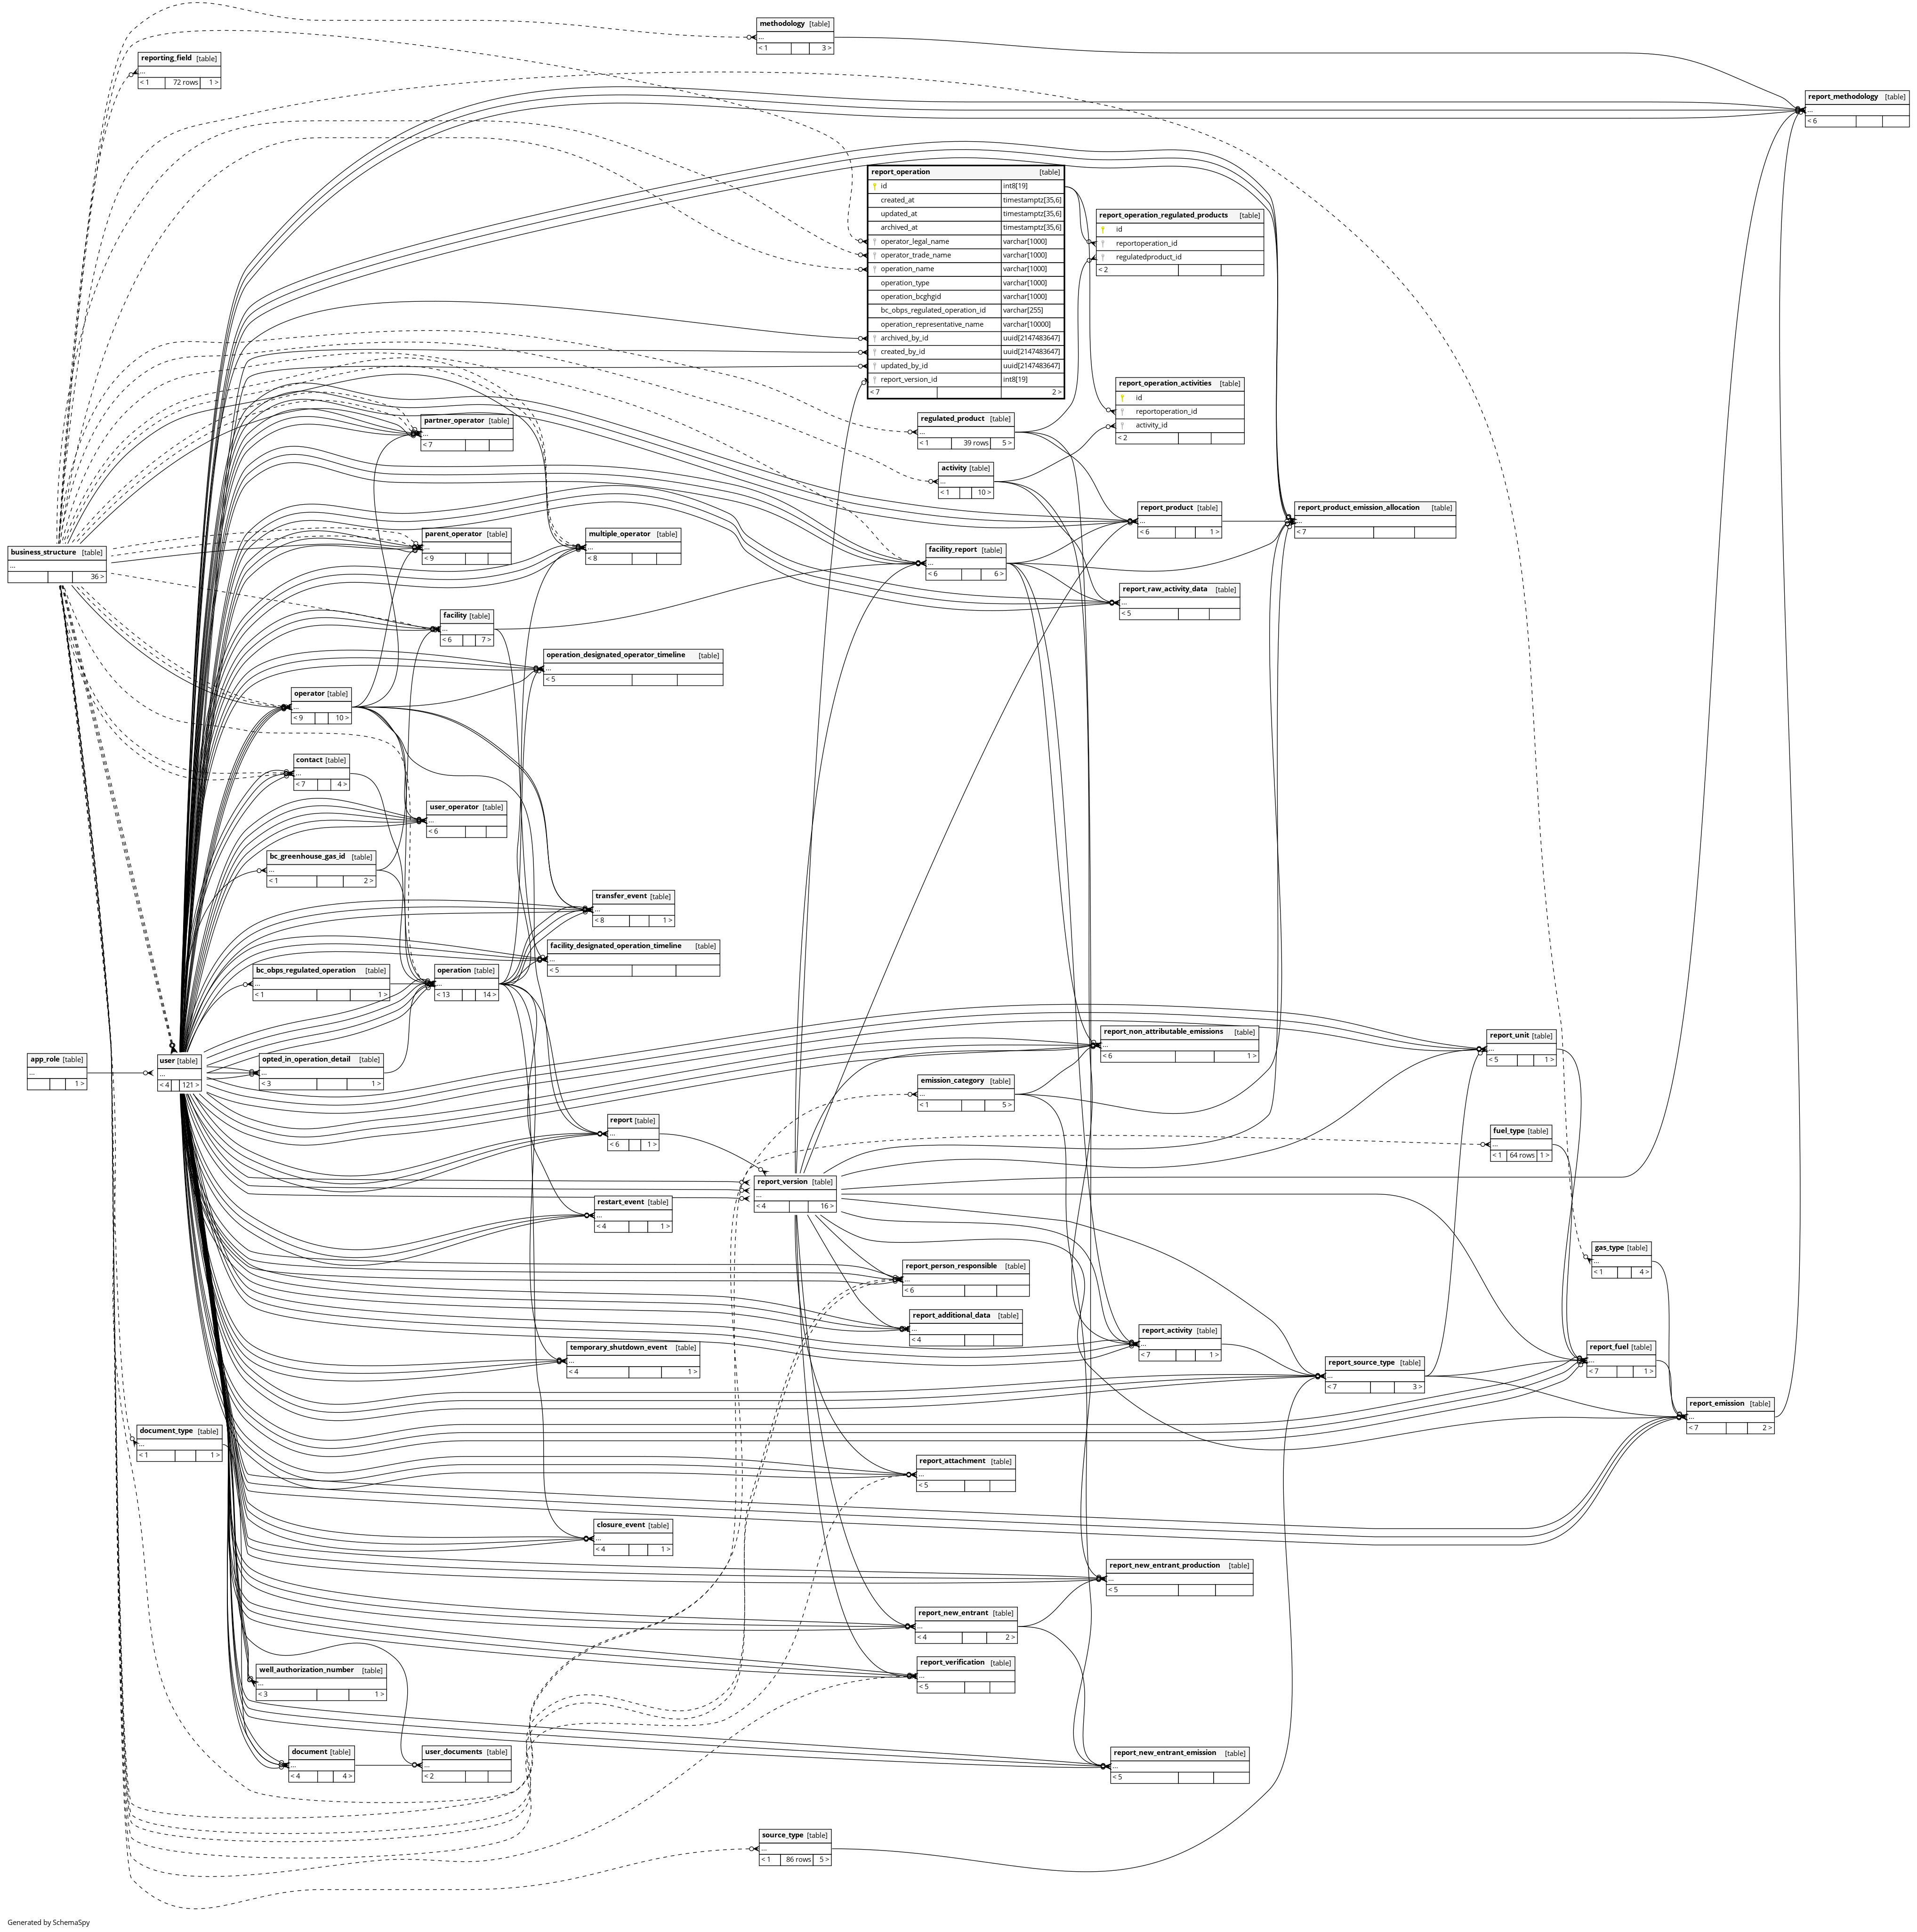 methodology [table]
...
< 1 3 >
reporting_field [table]
...
< 1 72 rows 1 >
report_methodology [table]
...
< 6
report_operation [table]
id int8[19]
created_at timestamptz[35,6]
updated_at timestamptz[35,6]
archived_at timestamptz[35,6]
operator_legal_name varchar[1000]
operator_trade_name varchar[1000]
operation_name varchar[1000]
operation_type varchar[1000]
operation_bcghgid varchar[1000]
bc_obps_regulated_operation_id varchar[255]
operation_representative_name varchar[10000]
archived_by_id uuid[2147483647]
created_by_id uuid[2147483647]
updated_by_id uuid[2147483647]
report_version_id int8[19]
< 7 2 >
report_operation_regulated_products [table]
id
reportoperation_id
regulatedproduct_id
< 2
report_operation_activities [table]
id
reportoperation_id
activity_id
< 2
partner_operator [table]
...
< 7
regulated_product [table]
...
< 1 39 rows 5 >
activity [table]
...
< 1 10 >
report_product [table]
...
< 6 1 >
report_product_emission_allocation [table]
...
< 7
parent_operator [table]
...
< 9
multiple_operator [table]
...
< 8
business_structure [table]
...
36 >
facility_report [table]
...
< 6 6 >
report_raw_activity_data [table]
...
< 5
facility [table]
...
< 6 7 >
operation_designated_operator_timeline [table]
...
< 5
operator [table]
...
< 9 10 >
contact [table]
...
< 7 4 >
user_operator [table]
...
< 6
bc_greenhouse_gas_id [table]
...
< 1 2 >
transfer_event [table]
...
< 8 1 >
facility_designated_operation_timeline [table]
...
< 5
bc_obps_regulated_operation [table]
...
< 1 1 >
operation [table]
...
< 13 14 >
report_non_attributable_emissions [table]
...
< 6 1 >
report_unit [table]
...
< 5 1 >
app_role [table]
...
1 >
user [table]
...
< 4 121 >
opted_in_operation_detail [table]
...
< 3 1 >
emission_category [table]
...
< 1 5 >
report [table]
...
< 6 1 >
fuel_type [table]
...
< 1 64 rows 1 >
report_version [table]
...
< 4 16 >
restart_event [table]
...
< 4 1 >
gas_type [table]
...
< 1 4 >
report_person_responsible [table]
...
< 6
report_additional_data [table]
...
< 4
report_activity [table]
...
< 7 1 >
temporary_shutdown_event [table]
...
< 4 1 >
report_fuel [table]
...
< 7 1 >
report_source_type [table]
...
< 7 3 >
report_emission [table]
...
< 7 2 >
document_type [table]
...
< 1 1 >
report_attachment [table]
...
< 5
closure_event [table]
...
< 4 1 >
report_new_entrant_production [table]
...
< 5
report_new_entrant [table]
...
< 4 2 >
report_verification [table]
...
< 5
well_authorization_number [table]
...
< 3 1 >
document [table]
...
< 4 4 >
user_documents [table]
...
< 2
report_new_entrant_emission [table]
...
< 5
source_type [table]
...
< 1 86 rows 5 >
Generated by SchemaSpy